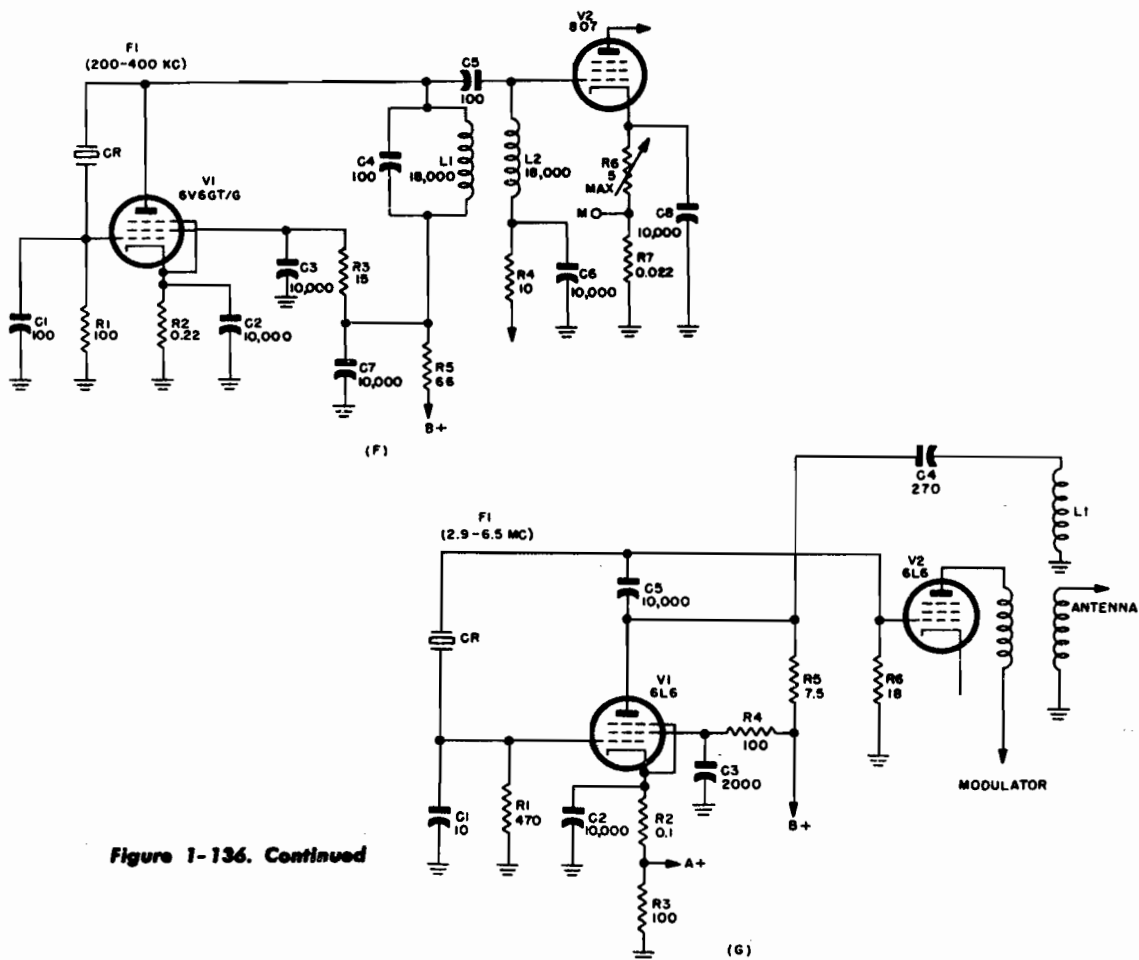 F1
(200-400 KC)
CR
V1
6V6GT/G
C1
100
R1
100
R2
0.22
C2
10,000
C3
10,000
R3
15
C7
10,000
R5
66
B+
C4
100
L1
18,000
C5
100
L2
18,000
R4
10
C6
10,000
V2
807
R6
5
MAX
M
R7
0.022
C8
10,000
(F)
F1
(2.9-6.5 MC)
CR
C1
10
R1
470
C5
10,000
V1
6L6
C2
10,000
R2
0.1
A+
R3
100
C3
2000
R4
100
R5
7.5
B+
C4
270
L1
V2
6L6
R6
18
ANTENNA
MODULATOR
(G)
Figure 1-136. Continued